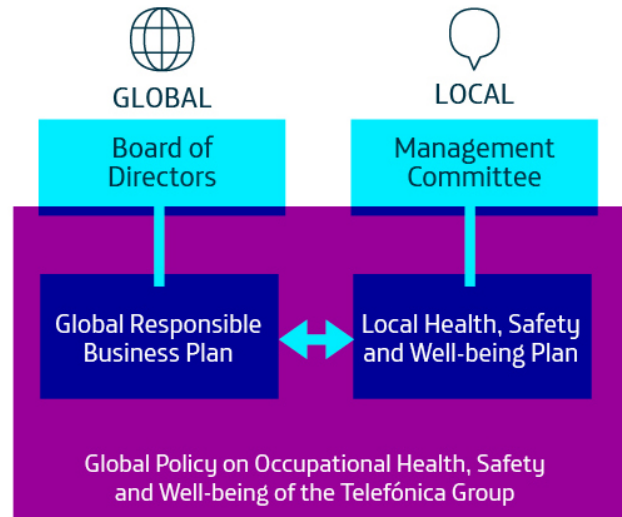 GLOBAL
LOCAL
Board of
Directors
Management
Committee
Global Responsible
Business Plan
Local Health, Safety
and Well-being Plan
Global Policy on Occupational Health, Safety
and Well-being of the Telefónica Group